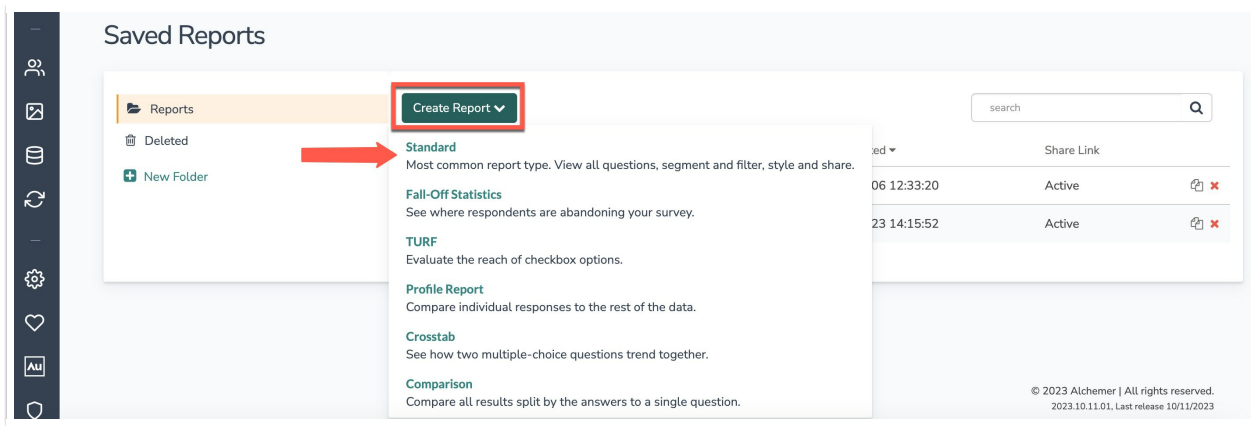 Saved Reports
Reports
Deleted
New Folder
Create Report
search
Standard
Most common report type. View all questions, segment and filter, style and share.
Fall-Off Statistics
See where respondents are abandoning your survey.
TURF
Evaluate the reach of checkbox options.
Profile Report
Compare individual responses to the rest of the data.
Crosstab
See how two multiple-choice questions trend together.
Comparison
Compare all results split by the answers to a single question.
Share Link
06 12:33:20 Active
23 14:15:52 Active
Au
© 2023 Alchemer | All rights reserved.
2023.10.11.01, Last release 10/11/2023